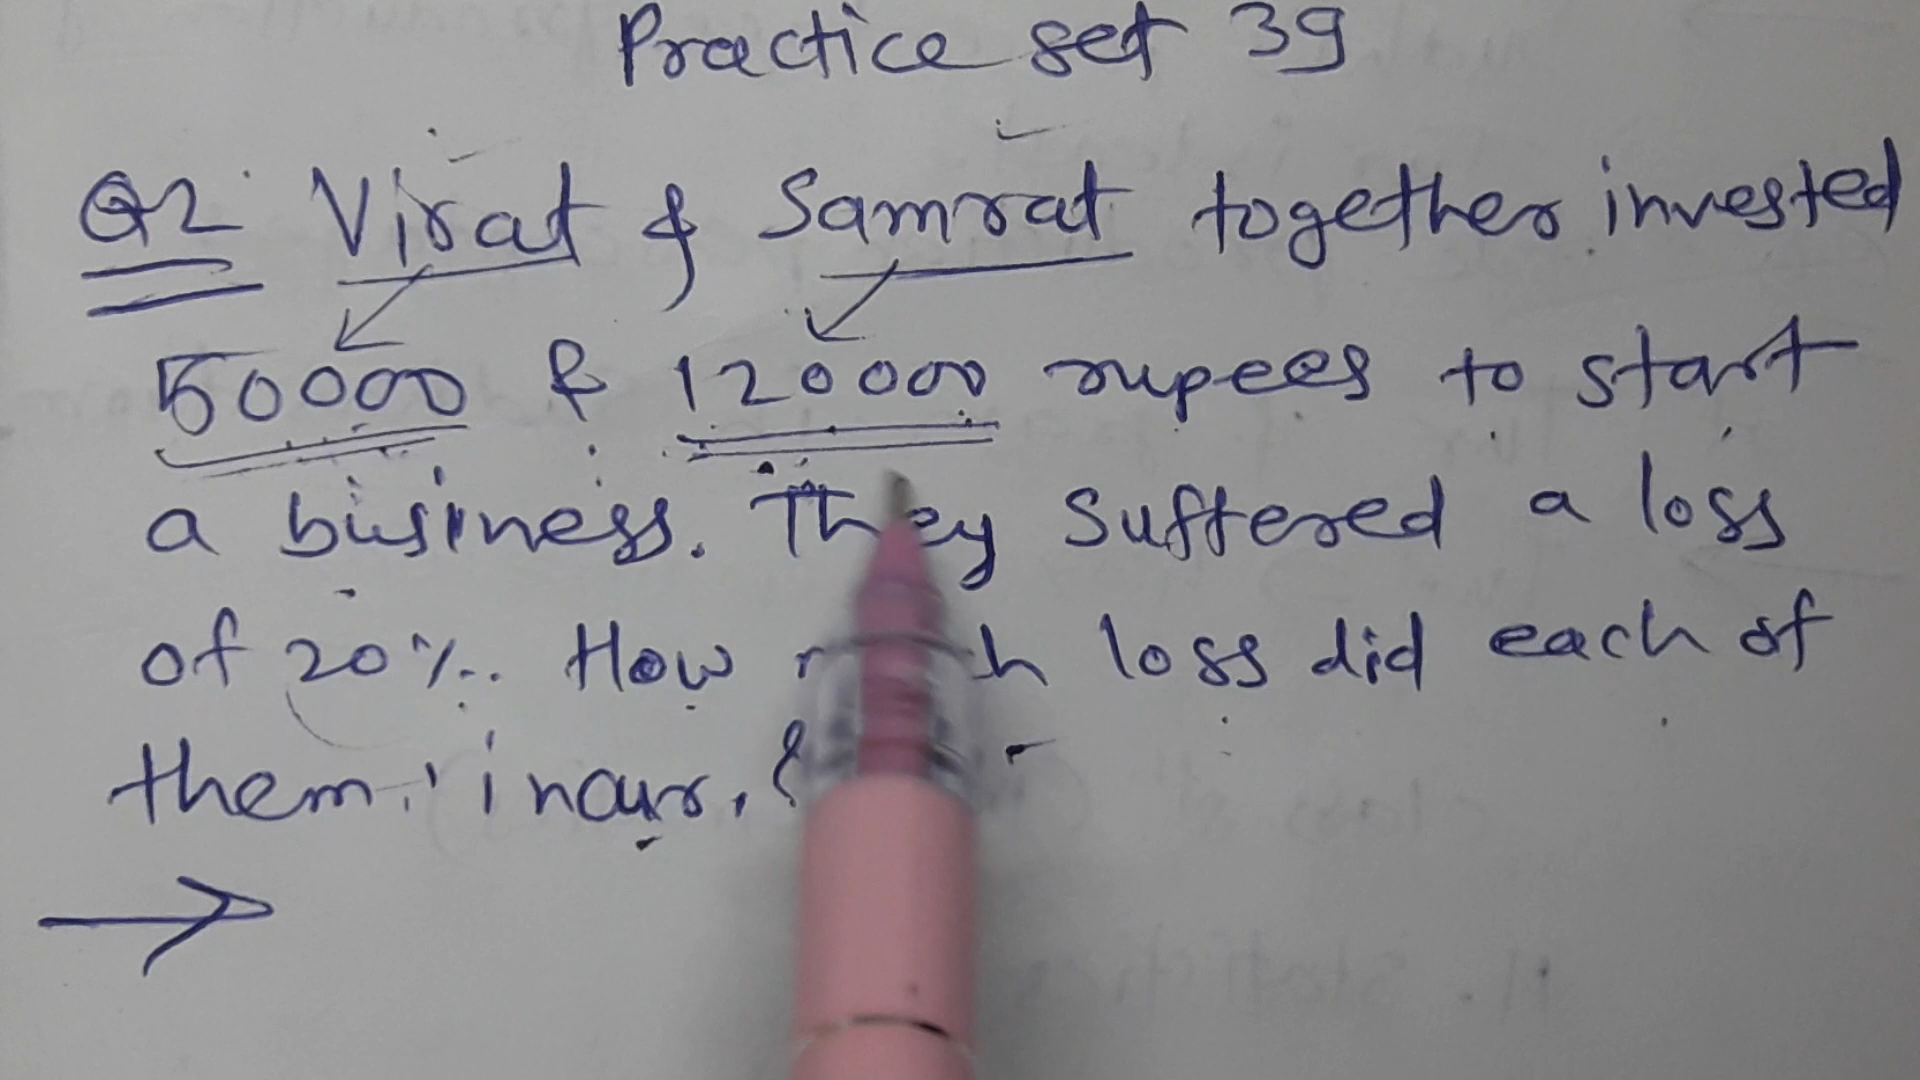 Practice set 39
Q2 Virat & Samrat together invested
50000 & 120000 rupees to start
a business. They suffered a loss
of 20%. How loss did each of
them incur.